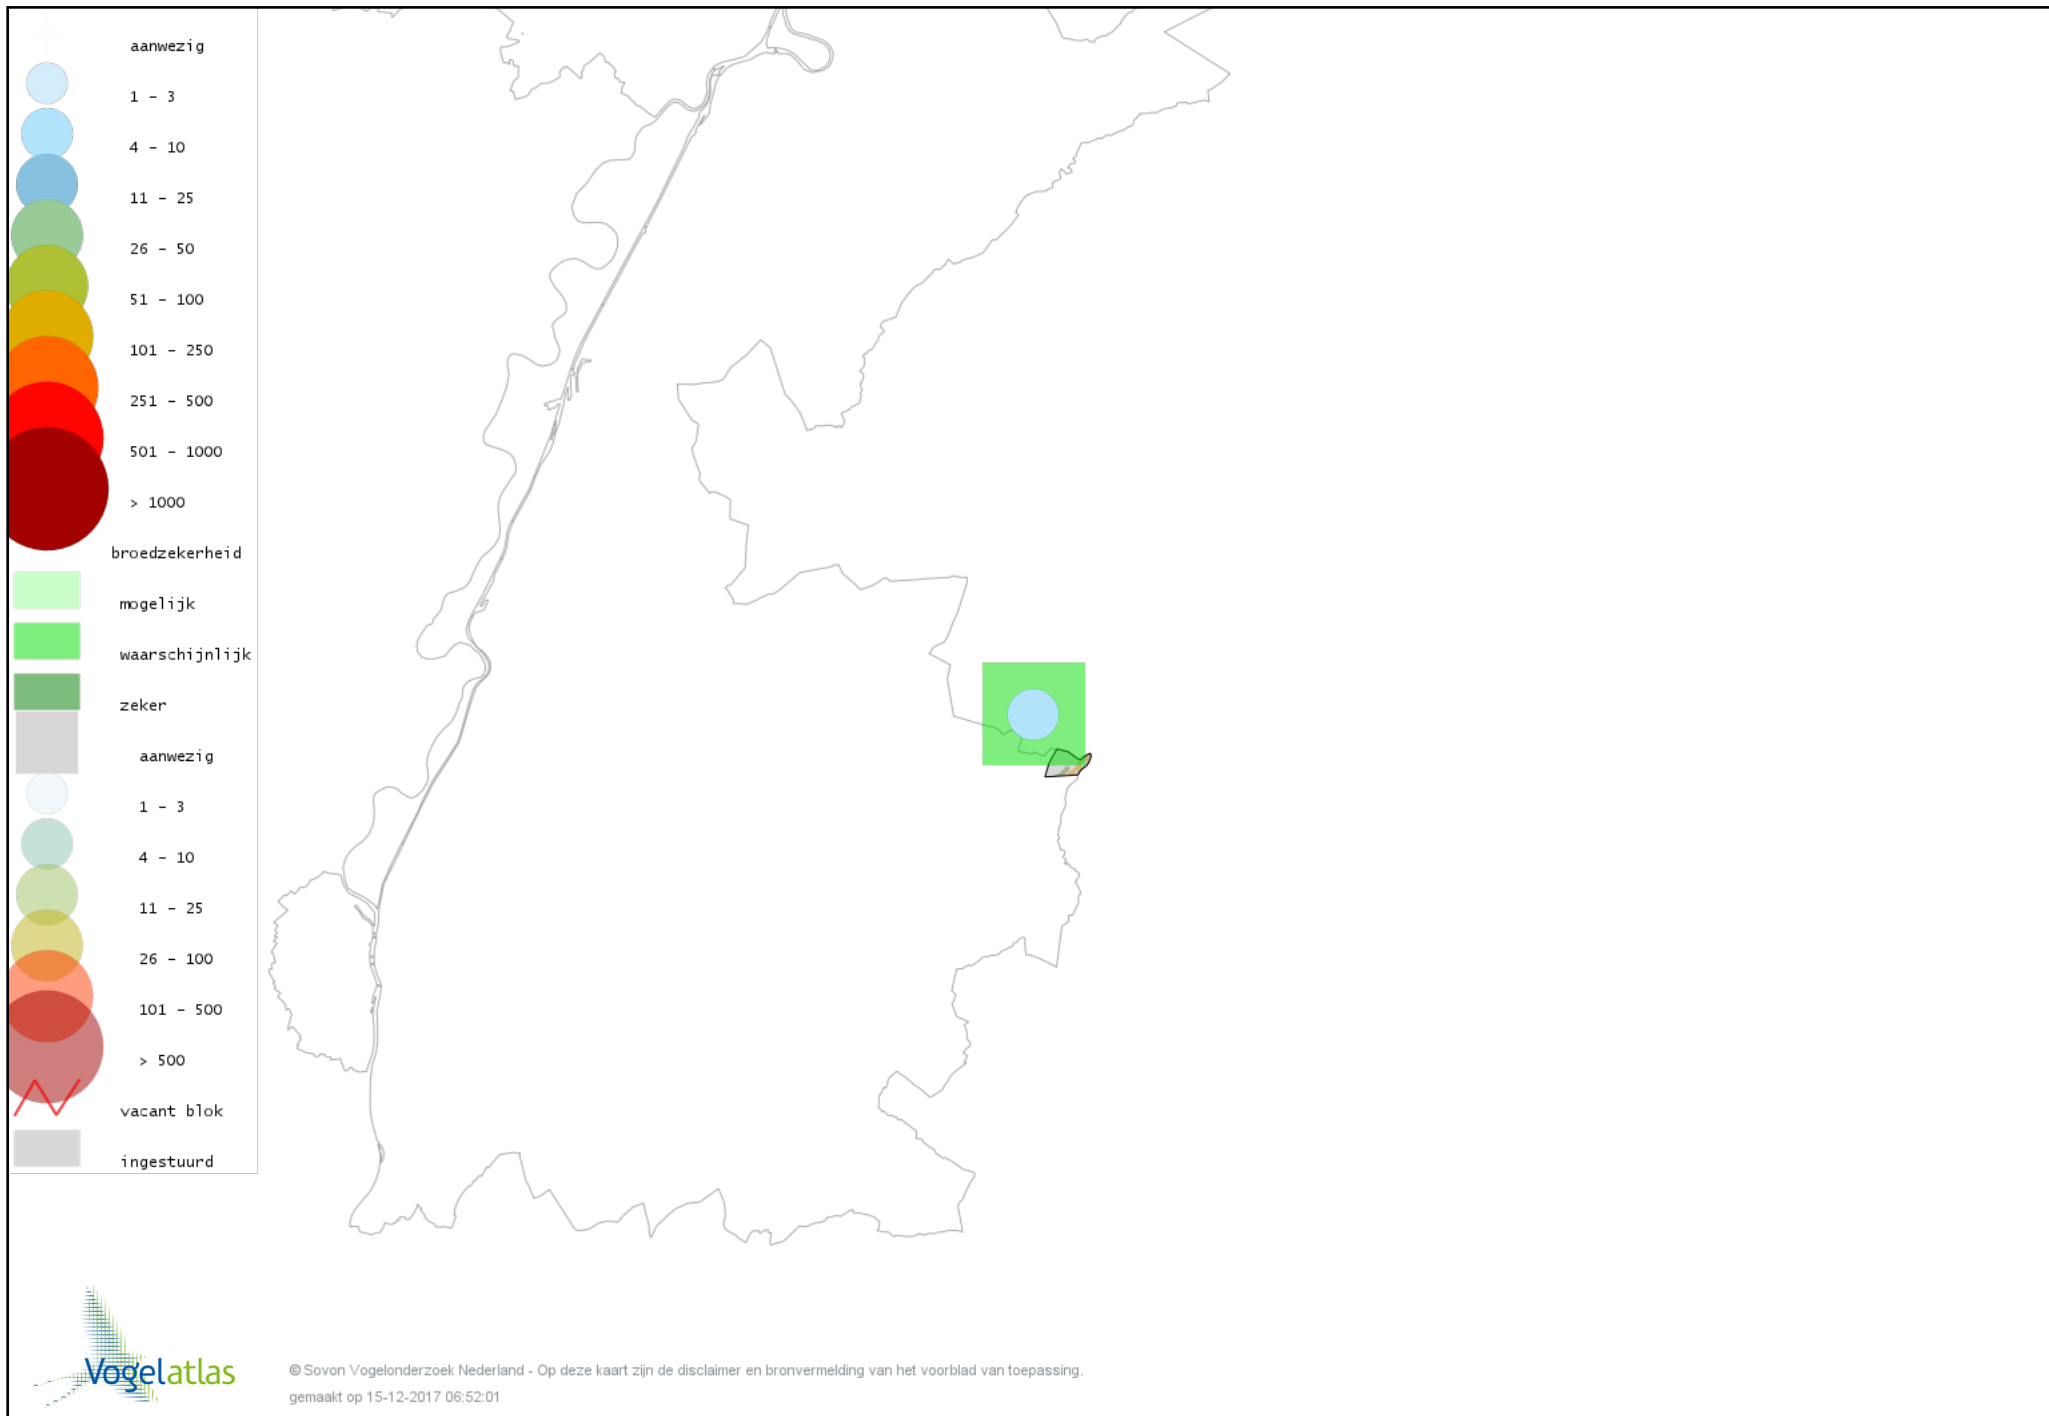 aanwezig
1 - 3
4 - 10
11 - 25
26 - 50
51 - 100
101 - 250
251 - 500
501 - 1000
> 1000
broedzekerheid
mogelijk
waarschijnlijk
zeker
aanwezig
1 - 3
4 - 10
11 - 25
26 - 100
101 - 500
> 500
vacant blok
ingestuurd
Vogelatlas
© Sovon Vogelonderzoek Nederland - Op deze kaart zijn de disclaimer en bronvermelding van het voorblad van toepassing.
gemaakt op 15-12-2017 06:52:01